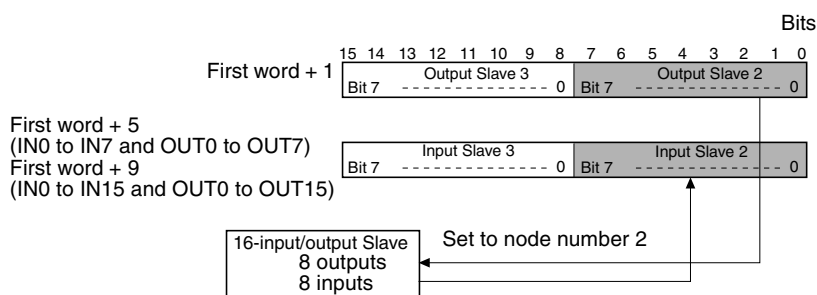 Bits
15 14 13 12 11 10 9 8 7 6 5 4 3 2 1 0
First word + 1
Output Slave 3
Output Slave 2
Bit 7 - - - - - - - - - - - - - - 0 Bit 7 - - - - - - - - - - - - - - 0
First word + 5
(IN0 to IN7 and OUT0 to OUT7)
First word + 9
(IN0 to IN15 and OUT0 to OUT15)
Input Slave 3
Input Slave 2
Bit 7 - - - - - - - - - - - - - - 0 Bit 7 - - - - - - - - - - - - - - 0
16-input/output Slave
8 outputs
8 inputs
Set to node number 2